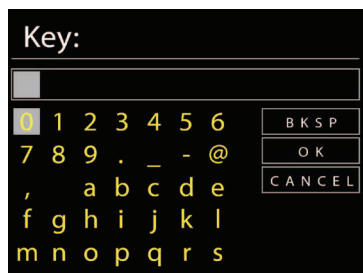 Key:
0 1 2 3 4 5 6
BKSP
7 8 9 . _ - @
OK
, a b c d e
CANCEL
f g h i j k l
m n o p q r s